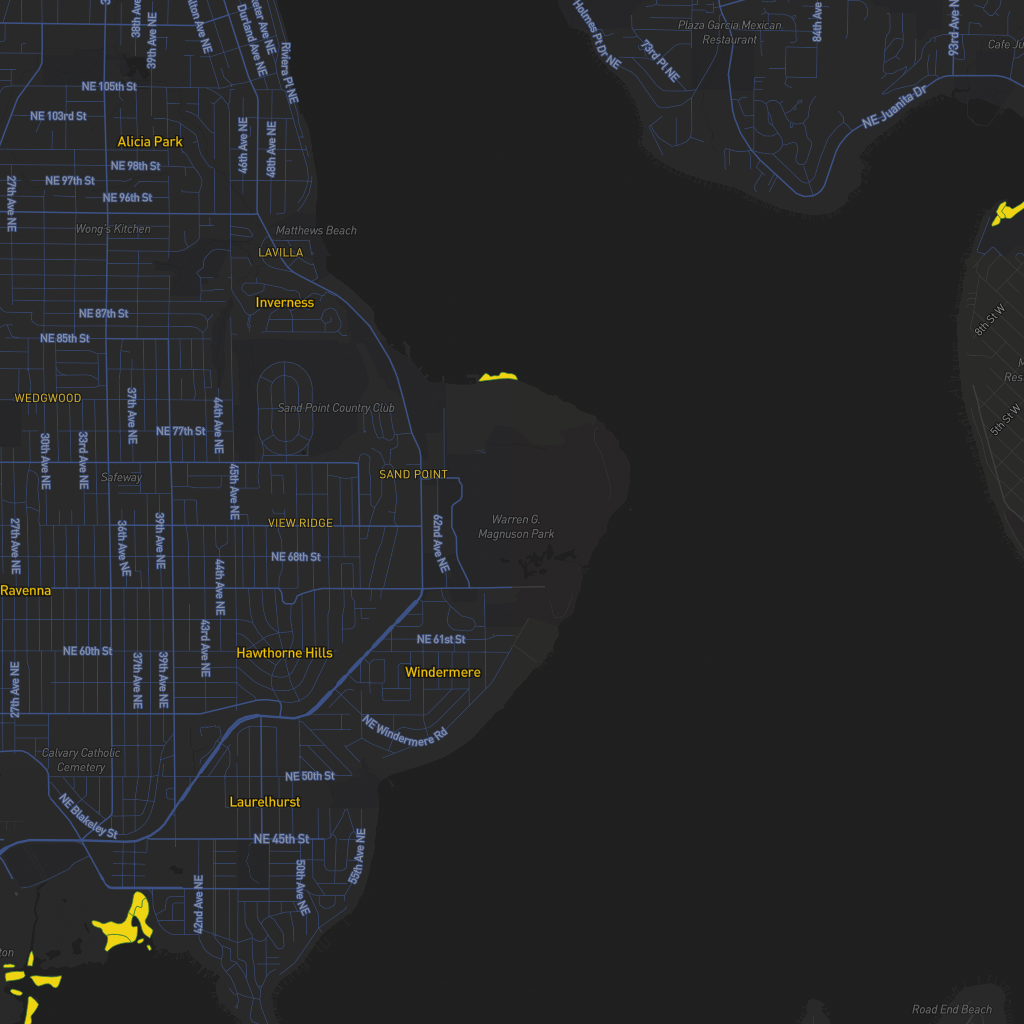 38th Ave
39th Ave NE
Durland Ave NE
Riviera Pl NE
Holmes Pt Dr NE
73rd Pl NE
Plaza Garcia Mexican
Restaurant
84th Ave
93rd Ave N
Cafe Ju
NE 105th St
NE 103rd St
NE Juanita Dr
Alicia Park
46th Ave NE
48th Ave NE
NE 98th St
NE 97th St
27th Ave NE
NE 96th St
Wong's Kitchen
Matthews Beach
LAVILLA
Inverness
NE 87th St
NE 85th St
8th St W
Res
5th St W
WEDGWOOD
37th Ave NE
44th Ave NE
Sand Point Country Club
NE 77th St
30th Ave NE
33rd Ave NE
Safeway
45th Ave NE
SAND POINT
VIEW RIDGE
27th Ave NE
36th Ave NE
39th Ave NE
62nd Ave NE
Warren G.
Magnuson Park
NE 68th St
44th Ave NE
Ravenna
NE 61st St
43rd Ave NE
NE 60th St
Hawthorne Hills
Windermere
27th Ave NE
37th Ave NE
39th Ave NE
NE Windermere Rd
Calvary Catholic
Cemetery
NE 50th St
Laurelhurst
NE Blakeley St
NE 45th St
55th Ave NE
50th Ave NE
42nd Ave NE
ton
Road End Beach